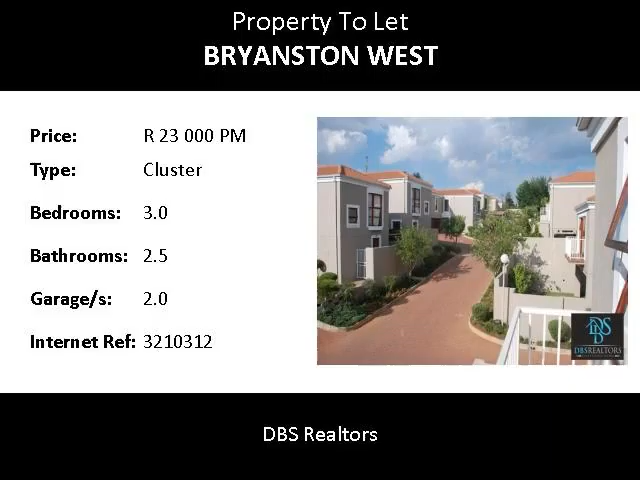 Property To Let
BRYANSTON WEST
Price: R 23 000 PM
Type: Cluster
Bedrooms: 3.0
Bathrooms: 2.5
Garage/s: 2.0
Internet Ref: 3210312
DBS
DBSREALTORS
DBS Realtors